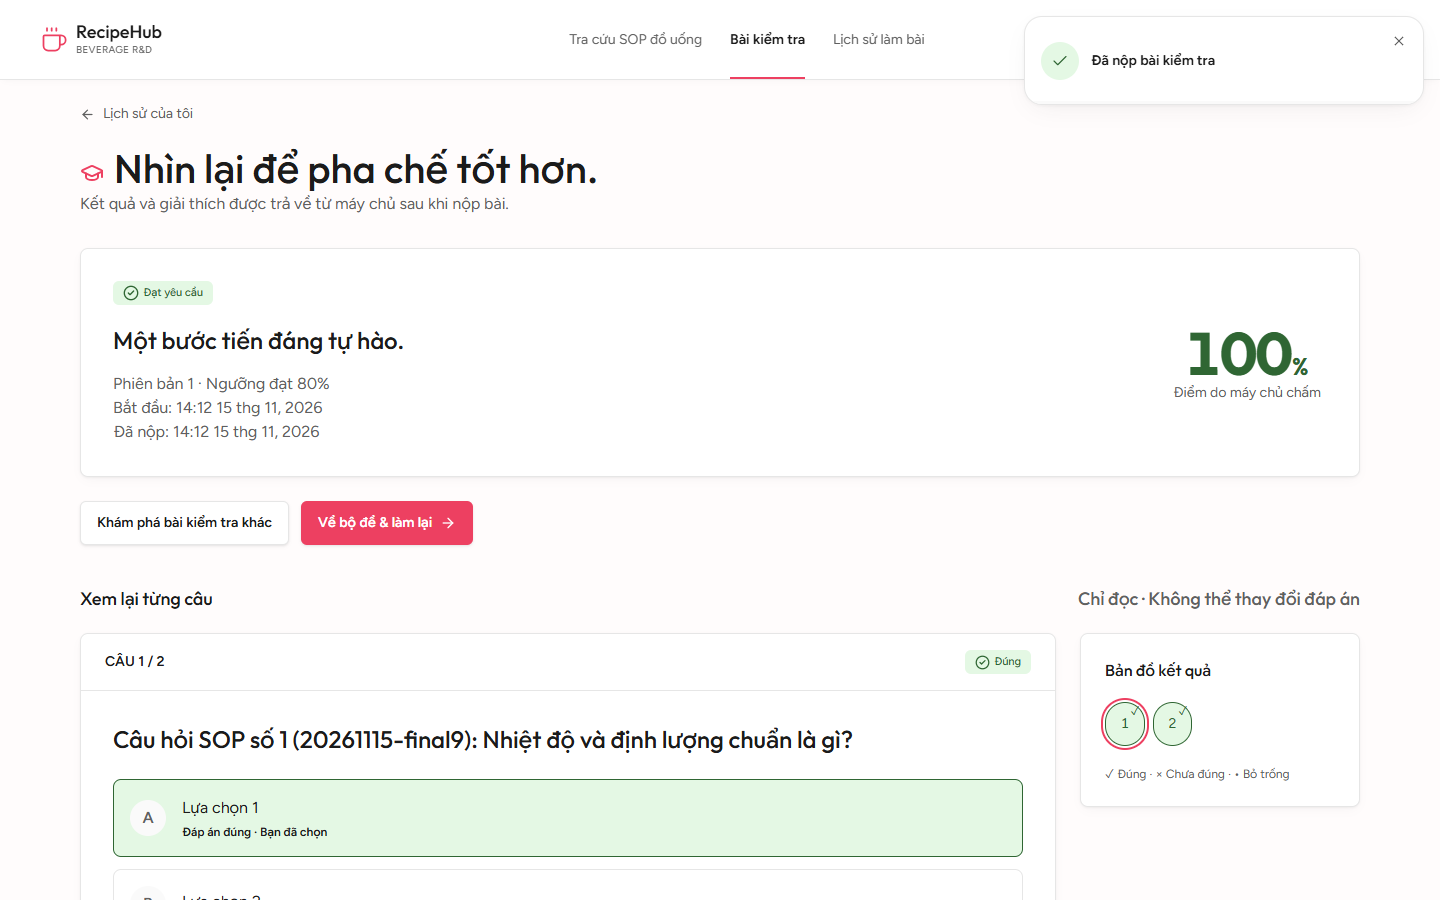 RecipeHub
BEVERAGE R&D
Tra cứu SOP đồ uống
Bài kiểm tra
Lịch sử làm bài
Đã nộp bài kiểm tra
Lịch sử của tôi
Nhìn lại để pha chế tốt hơn.
Kết quả và giải thích được trả về từ máy chủ sau khi nộp bài.
Đạt yêu cầu
Một bước tiến đáng tự hào.
Phiên bản 1 · Ngưỡng đạt 80%
Bắt đầu: 14:12 15 thg 11, 2026
Đã nộp: 14:12 15 thg 11, 2026
100%
Điểm do máy chủ chấm
Khám phá bài kiểm tra khác
Về bộ đề & làm lại
Xem lại từng câu
Chỉ đọc · Không thể thay đổi đáp án
CÂU 1 / 2
Đúng
Câu hỏi SOP số 1 (20261115-final9): Nhiệt độ và định lượng chuẩn là gì?
A
Lựa chọn 1
Đáp án đúng · Bạn đã chọn
Bản đồ kết quả
1 ✓
2 ✓
✓ Đúng · × Chưa đúng · • Bỏ trống